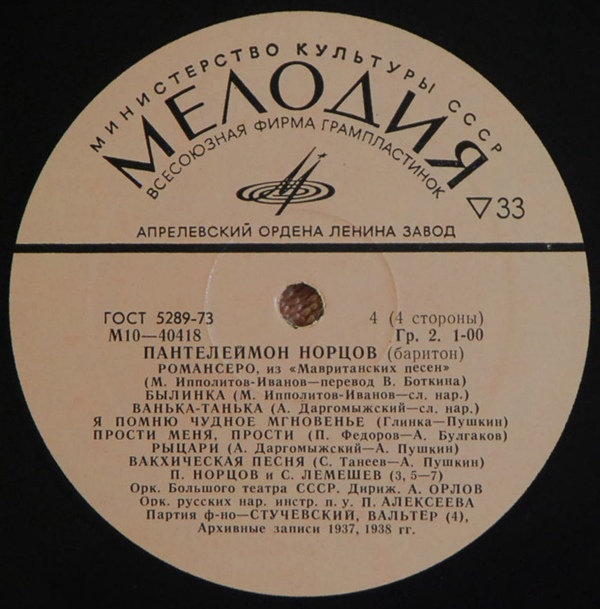 МИНИСТЕРСТВО КУЛЬТУРЫ СССР
МЕЛОДИЯ
ВСЕСОЮЗНАЯ ФИРМА ГРАМПЛАСТИНОК
▽33
АПРЕЛЕВСКИЙ ОРДЕНА ЛЕНИНА ЗАВОД
ГОСТ 5289-73 4 (4 стороны)
М10—40418 Гр. 2. 1-00
ПАНТЕЛЕЙМОН НОРЦОВ (баритон)
РОМАНСЕРО, из «Мавританских песен»
(М. Ипполитов-Иванов—перевод В. Боткина)
БЫЛИНКА (М. Ипполитов-Иванов—сл. нар.)
ВАНЬКА-ТАНЬКА (А. Даргомыжский—сл. нар.)
Я ПОМНЮ ЧУДНОЕ МГНОВЕНЬЕ (Глинка—Пушкин)
ПРОСТИ МЕНЯ, ПРОСТИ (П. Федоров—А. Булгаков)
РЫЦАРИ (А. Даргомыжский—А. Пушкин)
ВАКХИЧЕСКАЯ ПЕСНЯ (С. Танеев—А. Пушкин)
П. НОРЦОВ и С. ЛЕМЕШЕВ (3, 5—7)
Орк. Большого театра СССР. Дириж. А. ОРЛОВ
Орк. русских нар. инстр. п. у. П. АЛЕКСЕЕВА
Партия ф-но—СТУЧЕВСКИЙ, ВАЛЬТЕР (4),
Архивные записи 1937, 1938 гг.